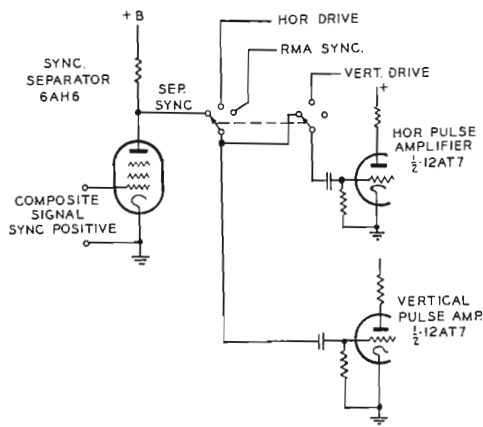 + B
HOR DRIVE
RMA SYNC.
SYNC.
SEPARATOR
6AH6
SEP.
SYNC
VERT. DRIVE
+
HOR PULSE
AMPLIFIER
½·12AT7
COMPOSITE
SIGNAL
SYNC POSITIVE
VERTICAL
PULSE AMP.
½·12AT7